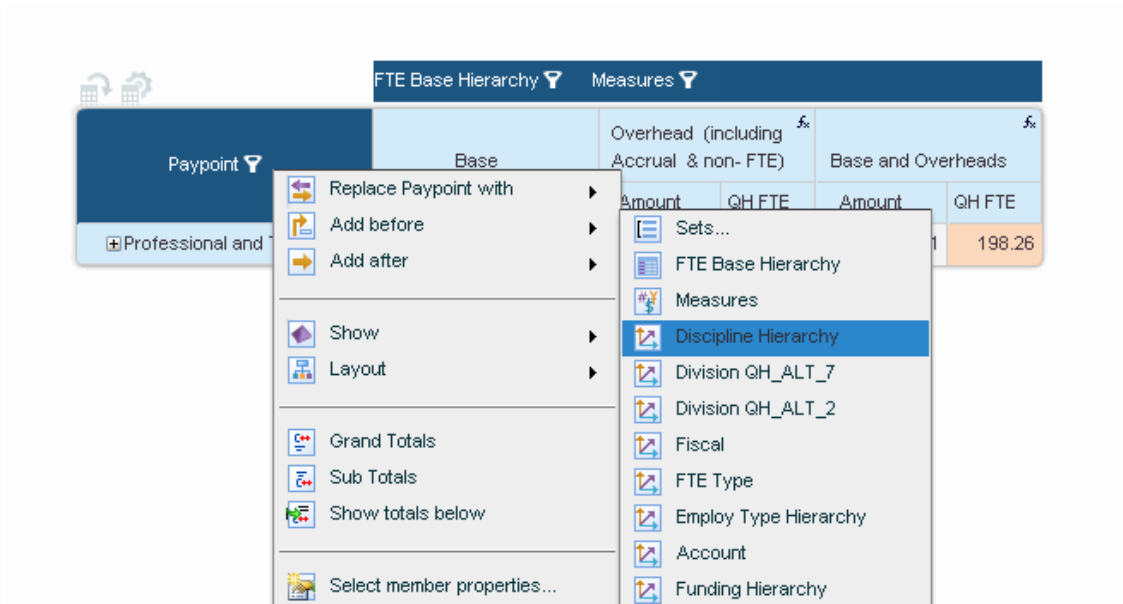 FTE Base Hierarchy Measures
Paypoint
Base
Overhead (including
Accrual & non- FTE)
Base and Overheads
Amount QH FTE Amount QH FTE
Professional and
1 198.26
Replace Paypoint with
Add before
Add after
Show
Layout
Grand Totals
Sub Totals
Show totals below
Select member properties...
Sets...
FTE Base Hierarchy
Measures
Discipline Hierarchy
Division QH_ALT_7
Division QH_ALT_2
Fiscal
FTE Type
Employ Type Hierarchy
Account
Funding Hierarchy